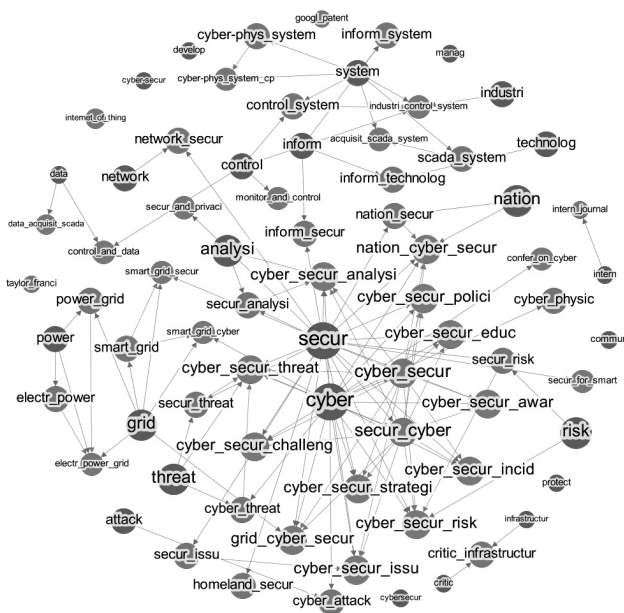 googl_patent
cyber-phys_system
inform_system
develop
manag
system
cyber-secur
cyber-phys_system_cp
industri
control_system
industri_control_system
internet_of_thing
network_secur
acquisit_scada_system
technolog
inform
control
scada_system
data
network
inform_technolog
monitor_and_control
nation
secur_and_privaci
nation_secur
intern_journal
data_acquisit_scada
inform_secur
control_and_data
analysi
nation_cyber_secur
confer_on_cyber
smart_grid_secur
cyber_secur_analysi
intern
taylor_franci
power_grid
cyber_secur_polici
cyber_physic
secur_analysi
smart_grid_cyber
cyber_secur_educ
power
smart_grid
secur
commun
secur_risk
cyber_secur_threat
cyber_secur
secur_for_smart
electr_power
secur_threat
cyber
cyber_secur_awar
grid
secur_cyber
risk
cyber_secur_challeng
electr_power_grid
cyber_secur_incid
threat
cyber_secur_strategi
protect
cyber_threat
attack
cyber_secur_risk
infrastructur
grid_cyber_secur
secur_issu
critic_infrastructur
cyber_secur_issu
homeland_secur
critic
cyber_attack
cybersecur